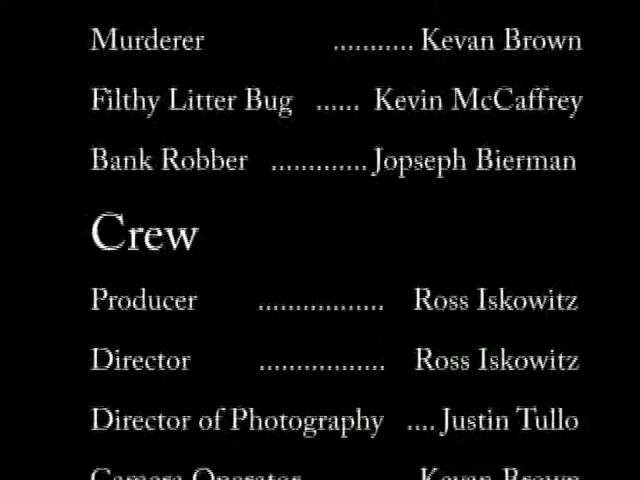 Murderer ........... Kevan Brown
Filthy Litter Bug ...... Kevin McCaffrey
Bank Robber ............. Jopseph Bierman
Crew
Producer ................. Ross Iskowitz
Director ................. Ross Iskowitz
Director of Photography .... Justin Tullo
Camera Operator Kevan Brown